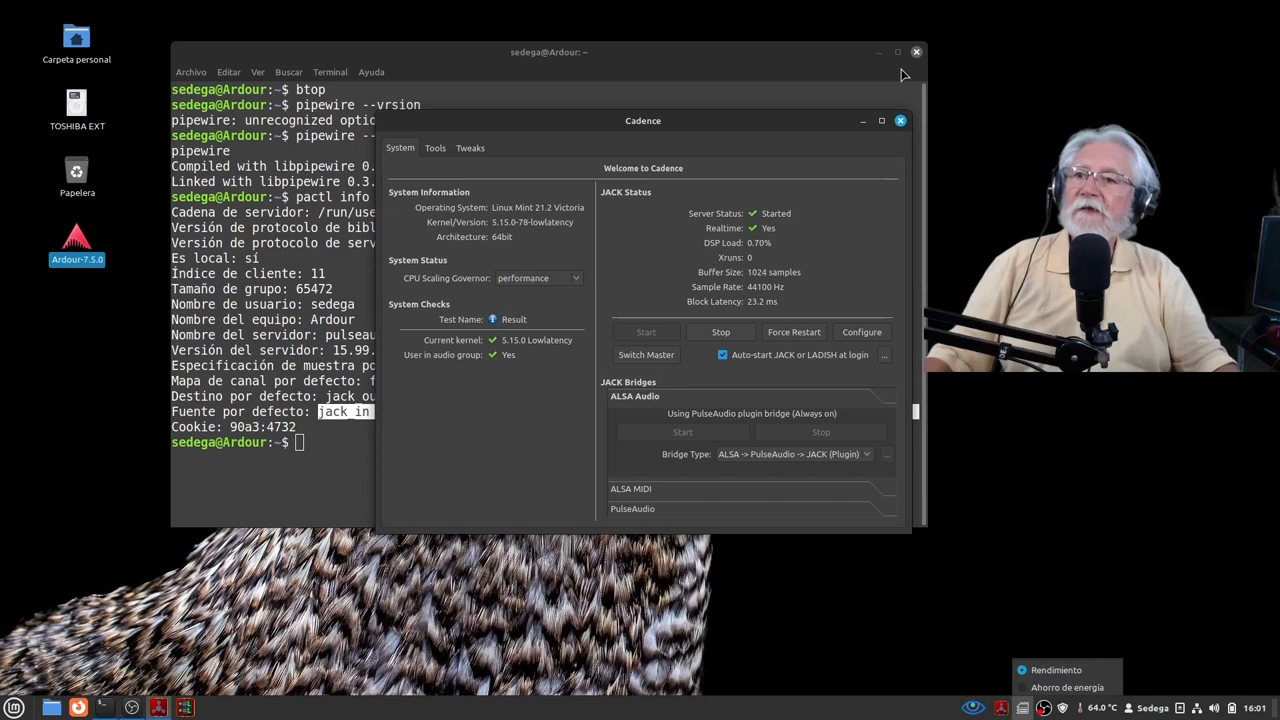 Carpeta personal
TOSHIBA EXT
Papelera
Ardour-7.5.0
sedega@Ardour: ~
Archivo Editar Ver Buscar Terminal Ayuda
sedega@Ardour:~$ btop
sedega@Ardour:~$ pipewire --vrsion
pipewire: unrecognized optio
sedega@Ardour:~$ pipewire --
pipewire
Compiled with libpipewire 0.
Linked with libpipewire 0.3.
sedega@Ardour:~$ pactl info
Cadena de servidor: /run/use
Versión de protocolo de bibl
Versión de protocolo de serv
Es local: sí
Índice de cliente: 11
Tamaño de grupo: 65472
Nombre de usuario: sedega
Nombre del equipo: Ardour
Nombre del servidor: pulseau
Versión del servidor: 15.99.
Especificación de muestra po
Mapa de canal por defecto: f
Destino por defecto: jack ou
Fuente por defecto: jack in
Cookie: 90a3:4732
sedega@Ardour:~$
Cadence
System Tools Tweaks
Welcome to Cadence
System Information
Operating System: Linux Mint 21.2 Victoria
Kernel/Version: 5.15.0-78-lowlatency
Architecture: 64bit
System Status
CPU Scaling Governor: performance
System Checks
Test Name: Result
Current kernel: 5.15.0 Lowlatency
User in audio group: Yes
JACK Status
Server Status: Started
Realtime: Yes
DSP Load: 0.70%
Xruns: 0
Buffer Size: 1024 samples
Sample Rate: 44100 Hz
Block Latency: 23.2 ms
Start Stop Force Restart Configure
Switch Master Auto-start JACK or LADISH at login ...
JACK Bridges
ALSA Audio
Using PulseAudio plugin bridge (Always on)
Start Stop
Bridge Type: ALSA -> PulseAudio -> JACK (Plugin) ...
ALSA MIDI
PulseAudio
Rendimiento
Ahorro de energía
64.0 °C Sedega 16:01